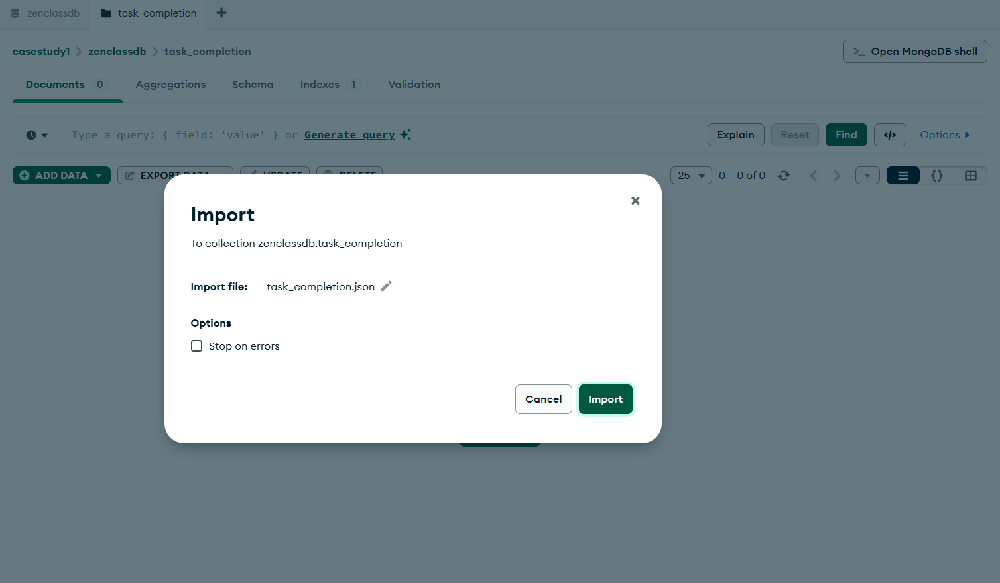 zenclassdb task_completion
casestudy1 zenclassdb task_completion
>_ Open MongoDB shell
Documents 0 Aggregations Schema Indexes 1 Validation
Type a query: { field: 'value' } or Generate query
Explain Reset Find </> Options
ADD DATA EXPORT DATA UPDATE DELETE
25 0 – 0 of 0 {}
Import
To collection zenclassdb.task_completion
Import file: task_completion.json
Options
Stop on errors
Cancel Import